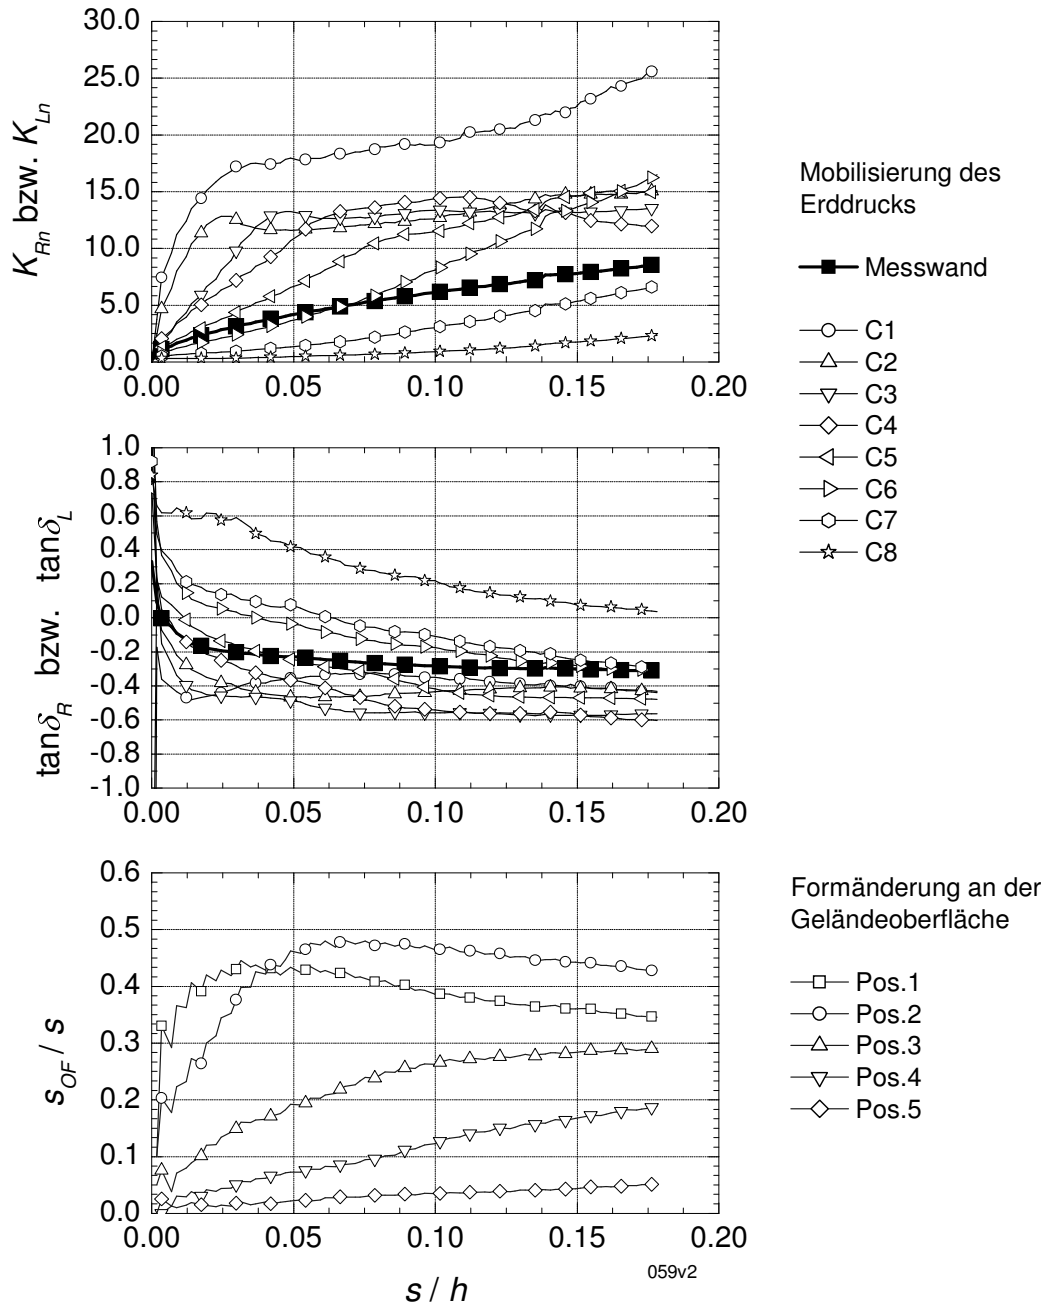 30.0
25.0
20.0
15.0
10.0
5.0
0.0
K_Rn bzw. K_Ln
0.00 0.05 0.10 0.15 0.20
Mobilisierung des
Erddrucks
Messwand
C1
C2
C3
C4
C5
C6
C7
C8
1.0
0.8
0.6
0.4
0.2
0.0
-0.2
-0.4
-0.6
-0.8
-1.0
tanδ_R bzw. tanδ_L
0.00 0.05 0.10 0.15 0.20
0.6
0.5
0.4
0.3
0.2
0.1
0.0
s_OF / s
0.00 0.05 0.10 0.15 0.20
s / h
059v2
Formänderung an der
Geländeoberfläche
Pos.1
Pos.2
Pos.3
Pos.4
Pos.5